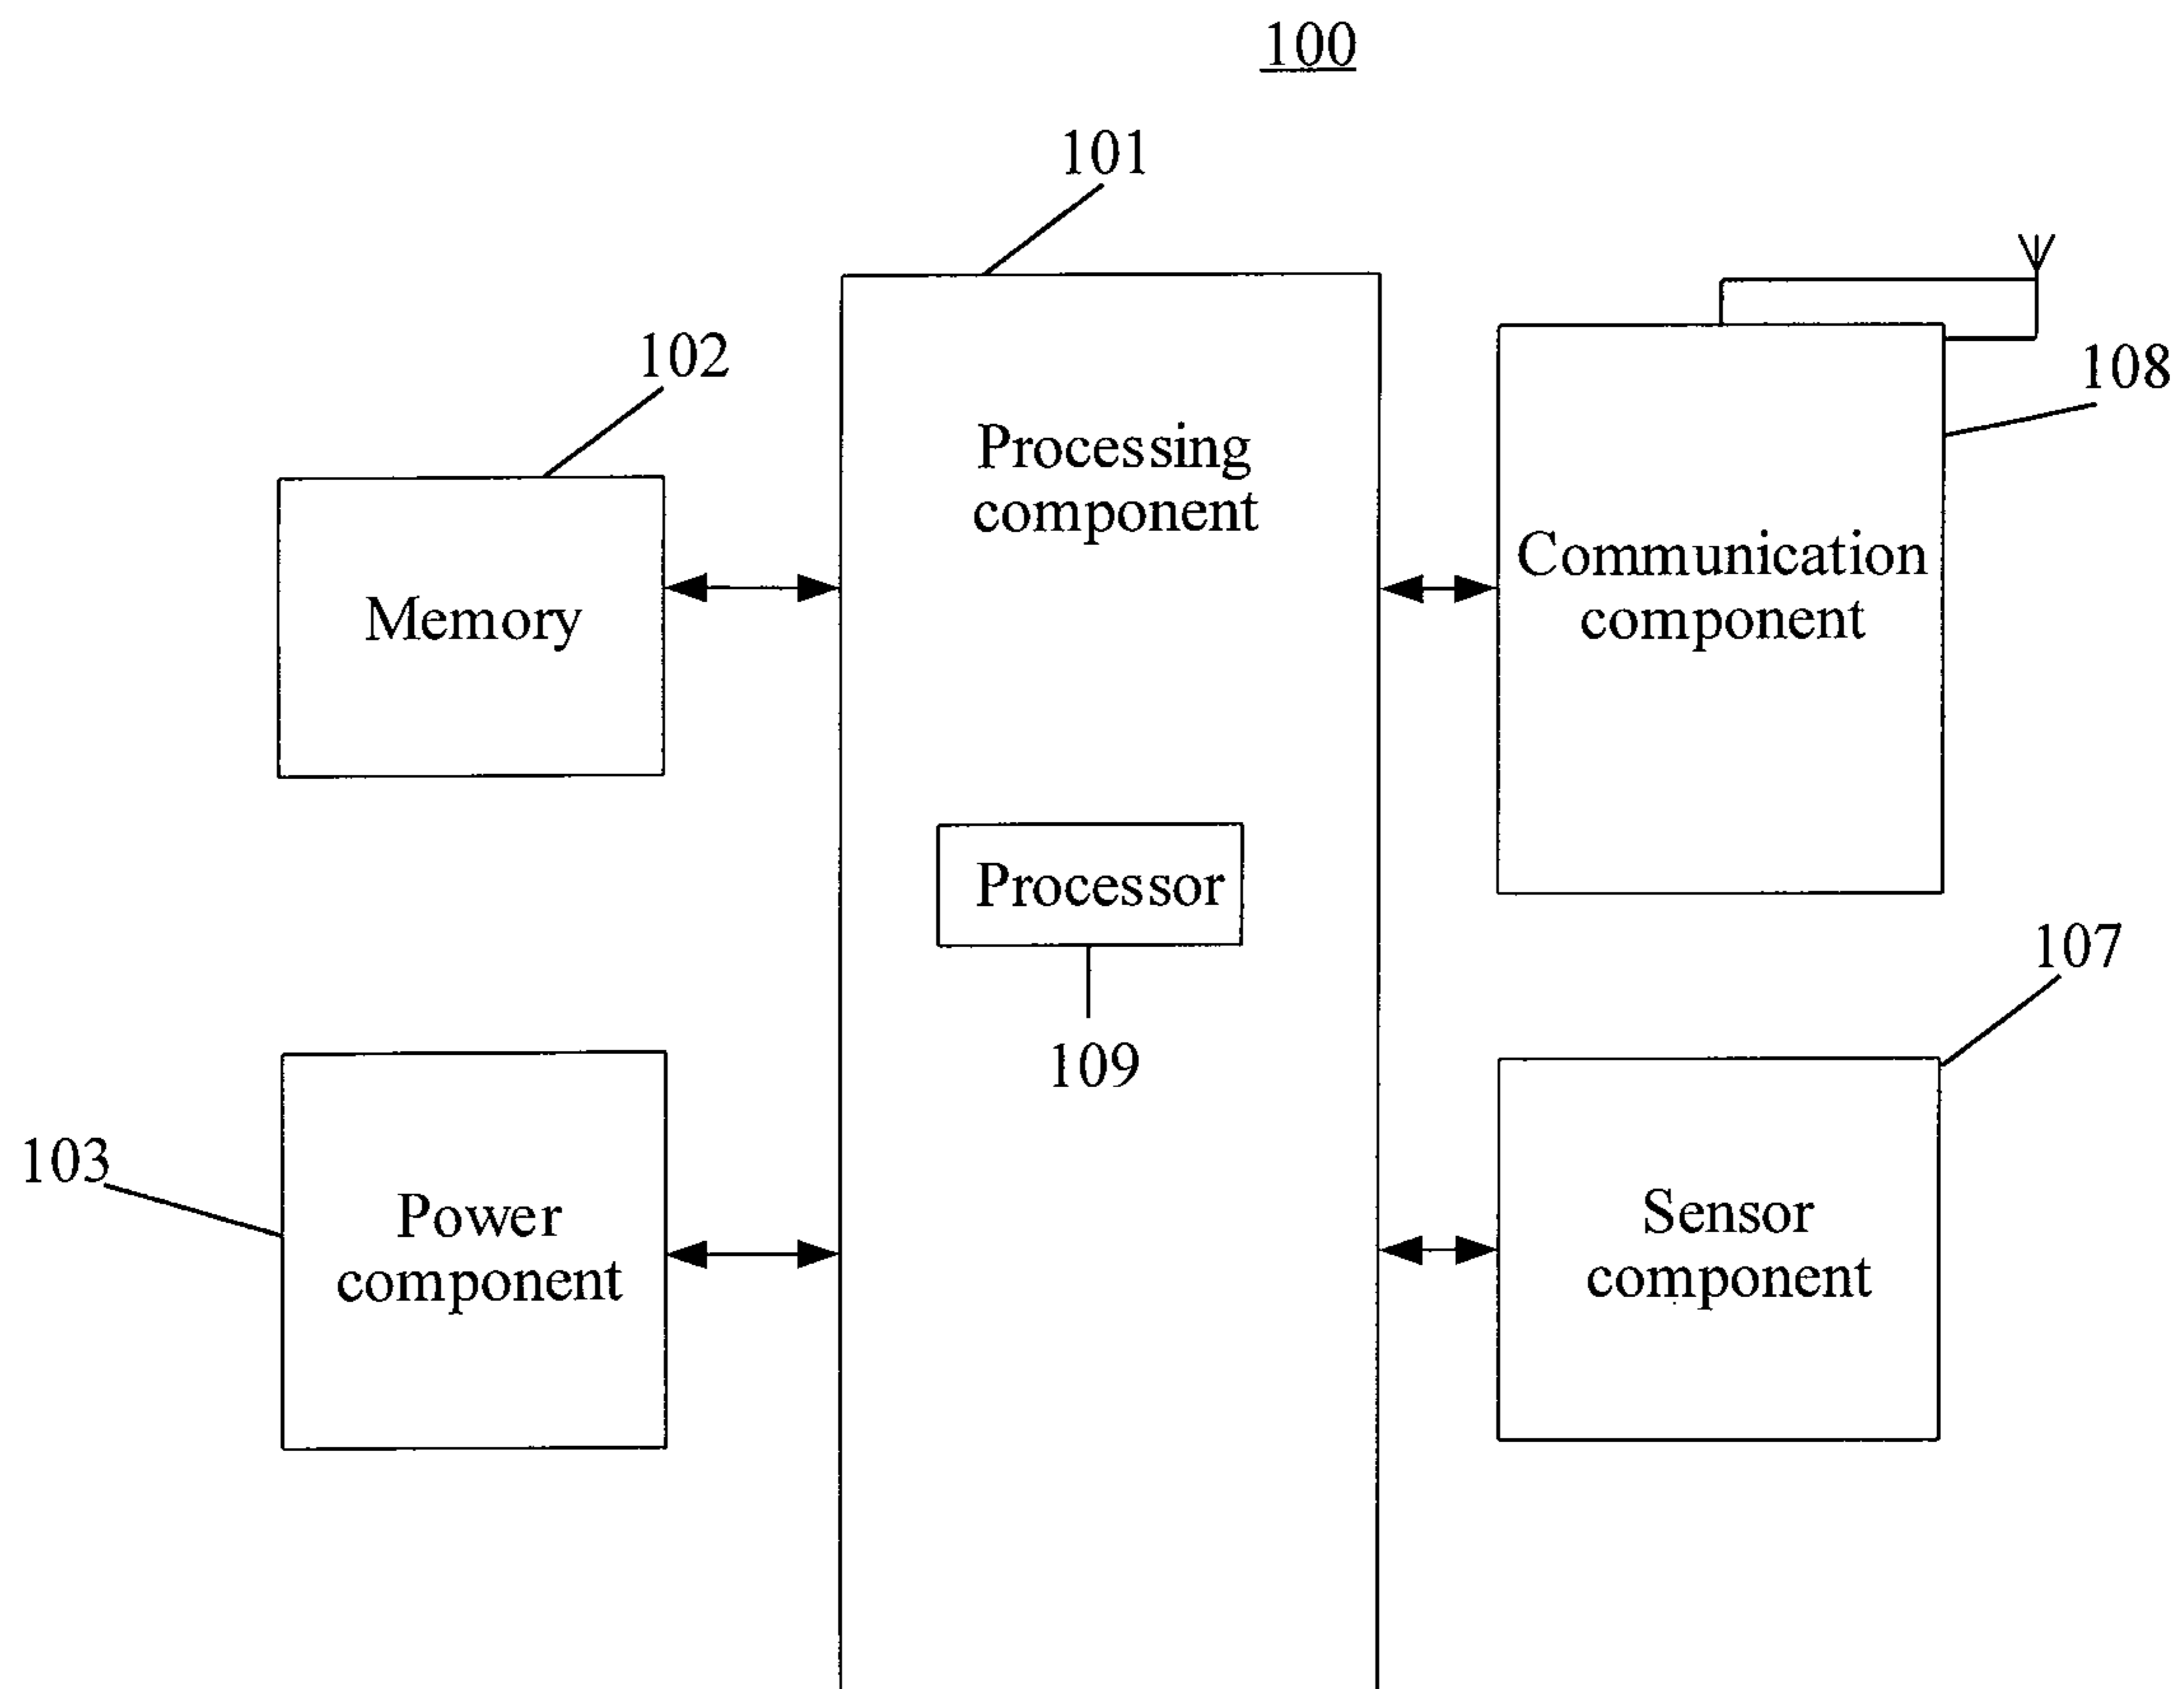 100
101
102
108
Processing
component
Communication
component
Memory
Processor
107
109
103
Power
component
Sensor
component